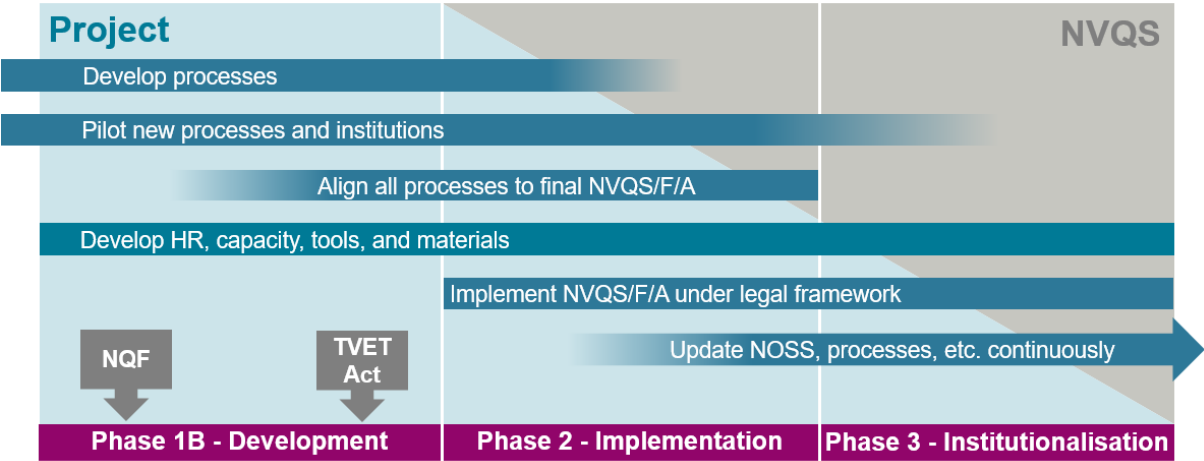 Project
NVQS
Develop processes
Pilot new processes and institutions
Align all processes to final NVQS/F/A
Develop HR, capacity, tools, and materials
Implement NVQS/F/A under legal framework
Update NOSS, processes, etc. continuously
NQF
TVET
Act
Phase 1B - Development
Phase 2 - Implementation
Phase 3 - Institutionalisation